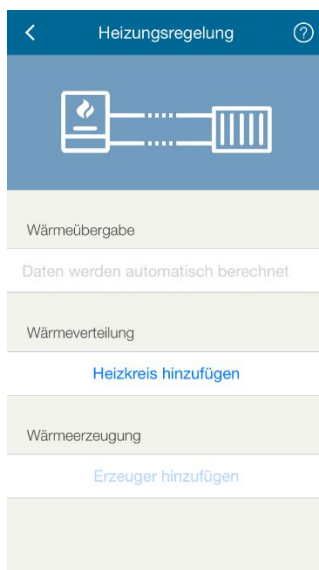 Heizungsregelung
Wärmeübergabe
Daten werden automatisch berechnet
Wärmeverteilung
Heizkreis hinzufügen
Wärmeerzeugung
Erzeuger hinzufügen